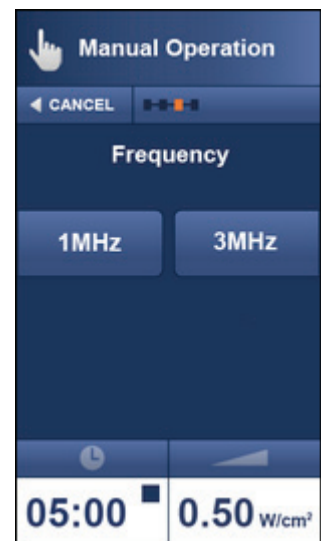 Manual Operation
CANCEL
Frequency
1MHz 3MHz
05:00 0.50 W/cm²